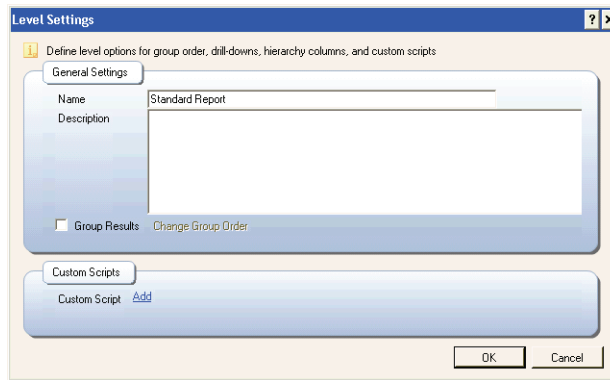 Level Settings
Define level options for group order, drill-downs, hierarchy columns, and custom scripts
General Settings
Name Standard Report
Description
Group Results Change Group Order
Custom Scripts
Custom Script Add
OK Cancel